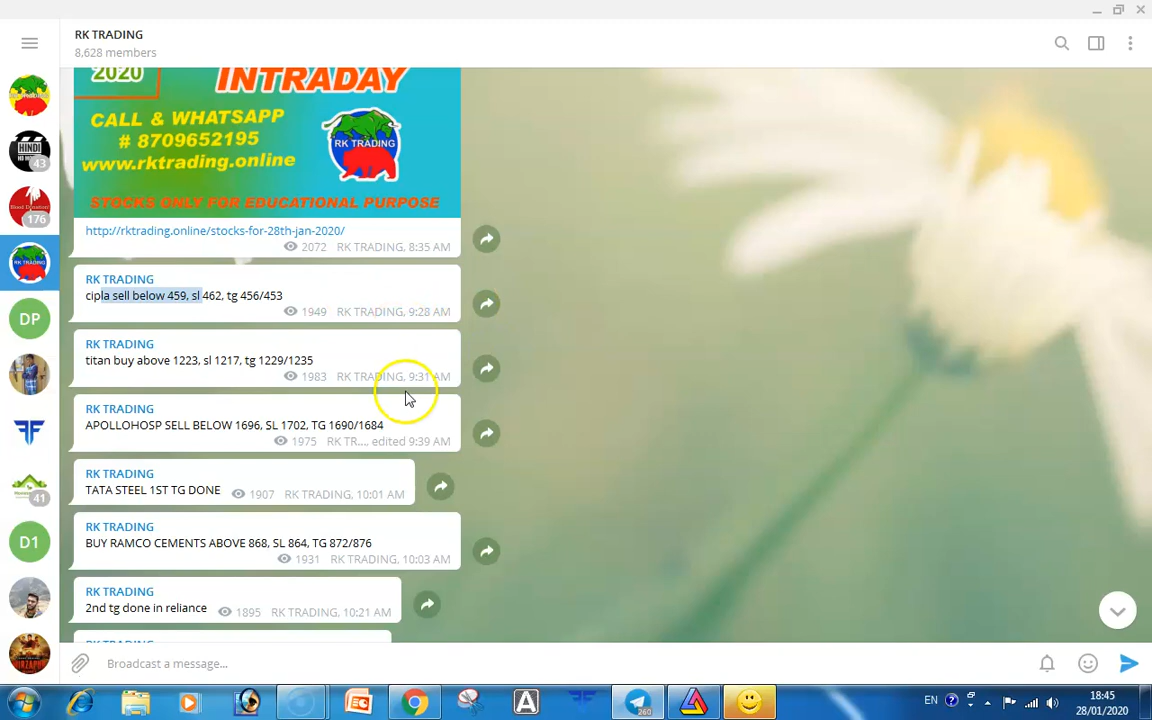 RK TRADING
8,628 members
2020
INTRADAY
CALL & WHATSAPP
# 8709652195
www.rktrading.online
RK TRADING
STOCKS ONLY FOR EDUCATIONAL PURPOSE
http://rktrading.online/stocks-for-28th-jan-2020/
2072 RK TRADING, 8:35 AM
RK TRADING
cipla sell below 459, sl 462, tg 456/453
1949 RK TRADING, 9:28 AM
RK TRADING
titan buy above 1223, sl 1217, tg 1229/1235
1983 RK TRADING, 9:31 AM
RK TRADING
APOLLOHOSP SELL BELOW 1696, SL 1702, TG 1690/1684
1975 RK TR..., edited 9:39 AM
RK TRADING
TATA STEEL 1ST TG DONE 1907 RK TRADING, 10:01 AM
RK TRADING
BUY RAMCO CEMENTS ABOVE 868, SL 864, TG 872/876
1931 RK TRADING, 10:03 AM
RK TRADING
2nd tg done in reliance 1895 RK TRADING, 10:21 AM
Broadcast a message...
43
176
DP
41
D1
260
EN
18:45
28/01/2020